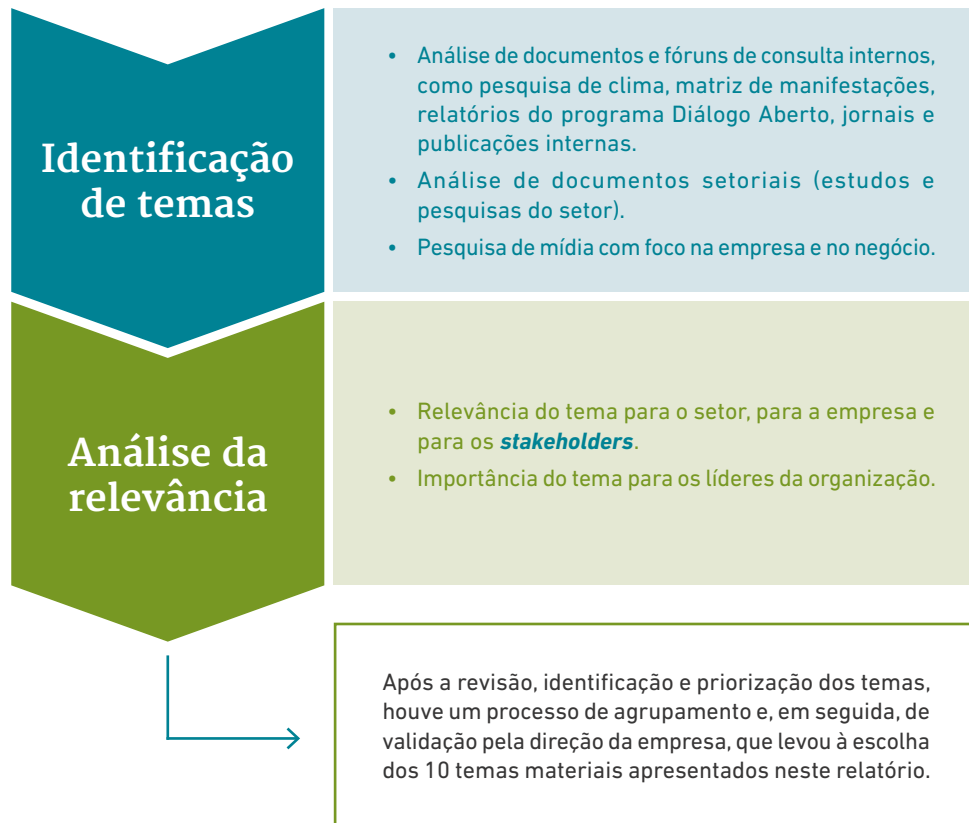 Identificação
de temas
• Análise de documentos e fóruns de consulta internos,
como pesquisa de clima, matriz de manifestações,
relatórios do programa Diálogo Aberto, jornais e
publicações internas.
• Análise de documentos setoriais (estudos e
pesquisas do setor).
• Pesquisa de mídia com foco na empresa e no negócio.
Análise da
relevância
• Relevância do tema para o setor, para a empresa e
para os stakeholders.
• Importância do tema para os líderes da organização.
Após a revisão, identificação e priorização dos temas,
houve um processo de agrupamento e, em seguida, de
validação pela direção da empresa, que levou à escolha
dos 10 temas materiais apresentados neste relatório.